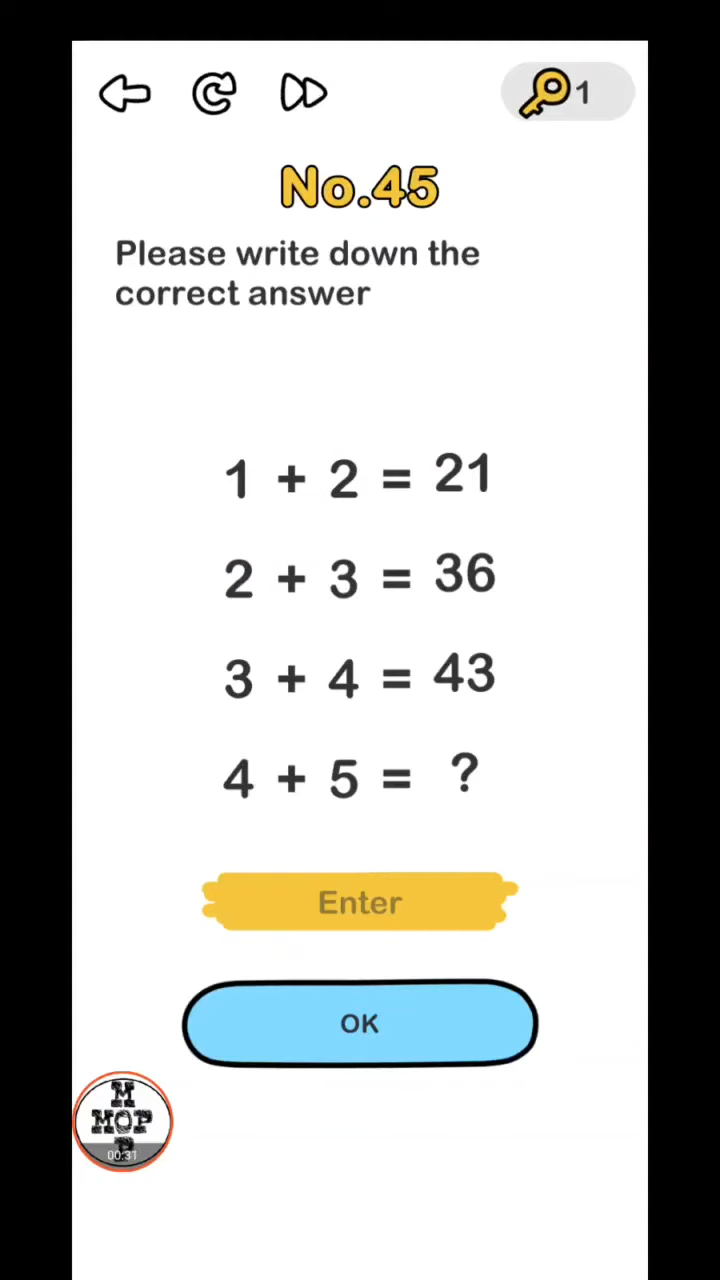 1
No.45
Please write down the
correct answer
1 + 2 = 21
2 + 3 = 36
3 + 4 = 43
4 + 5 = ?
Enter
OK
M
MOP
P
00:31